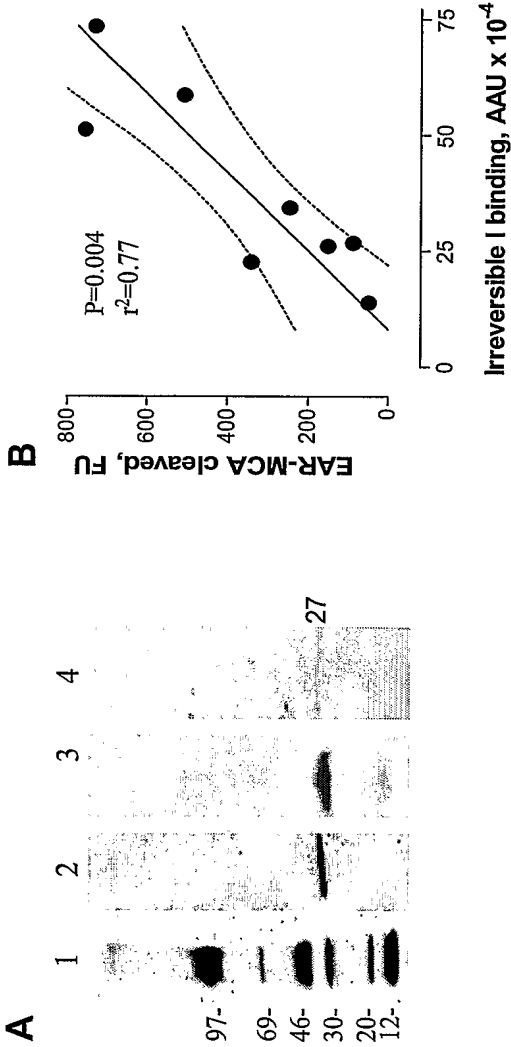 A
1 2 3 4
97-
69-
46-
30-
20-
12-
27
B
P=0.004
r²=0.77
800
600
400
200
0
EAR-MCA cleaved, FU
0 25 50 75
Irreversible I binding, AAU x 10⁻⁴